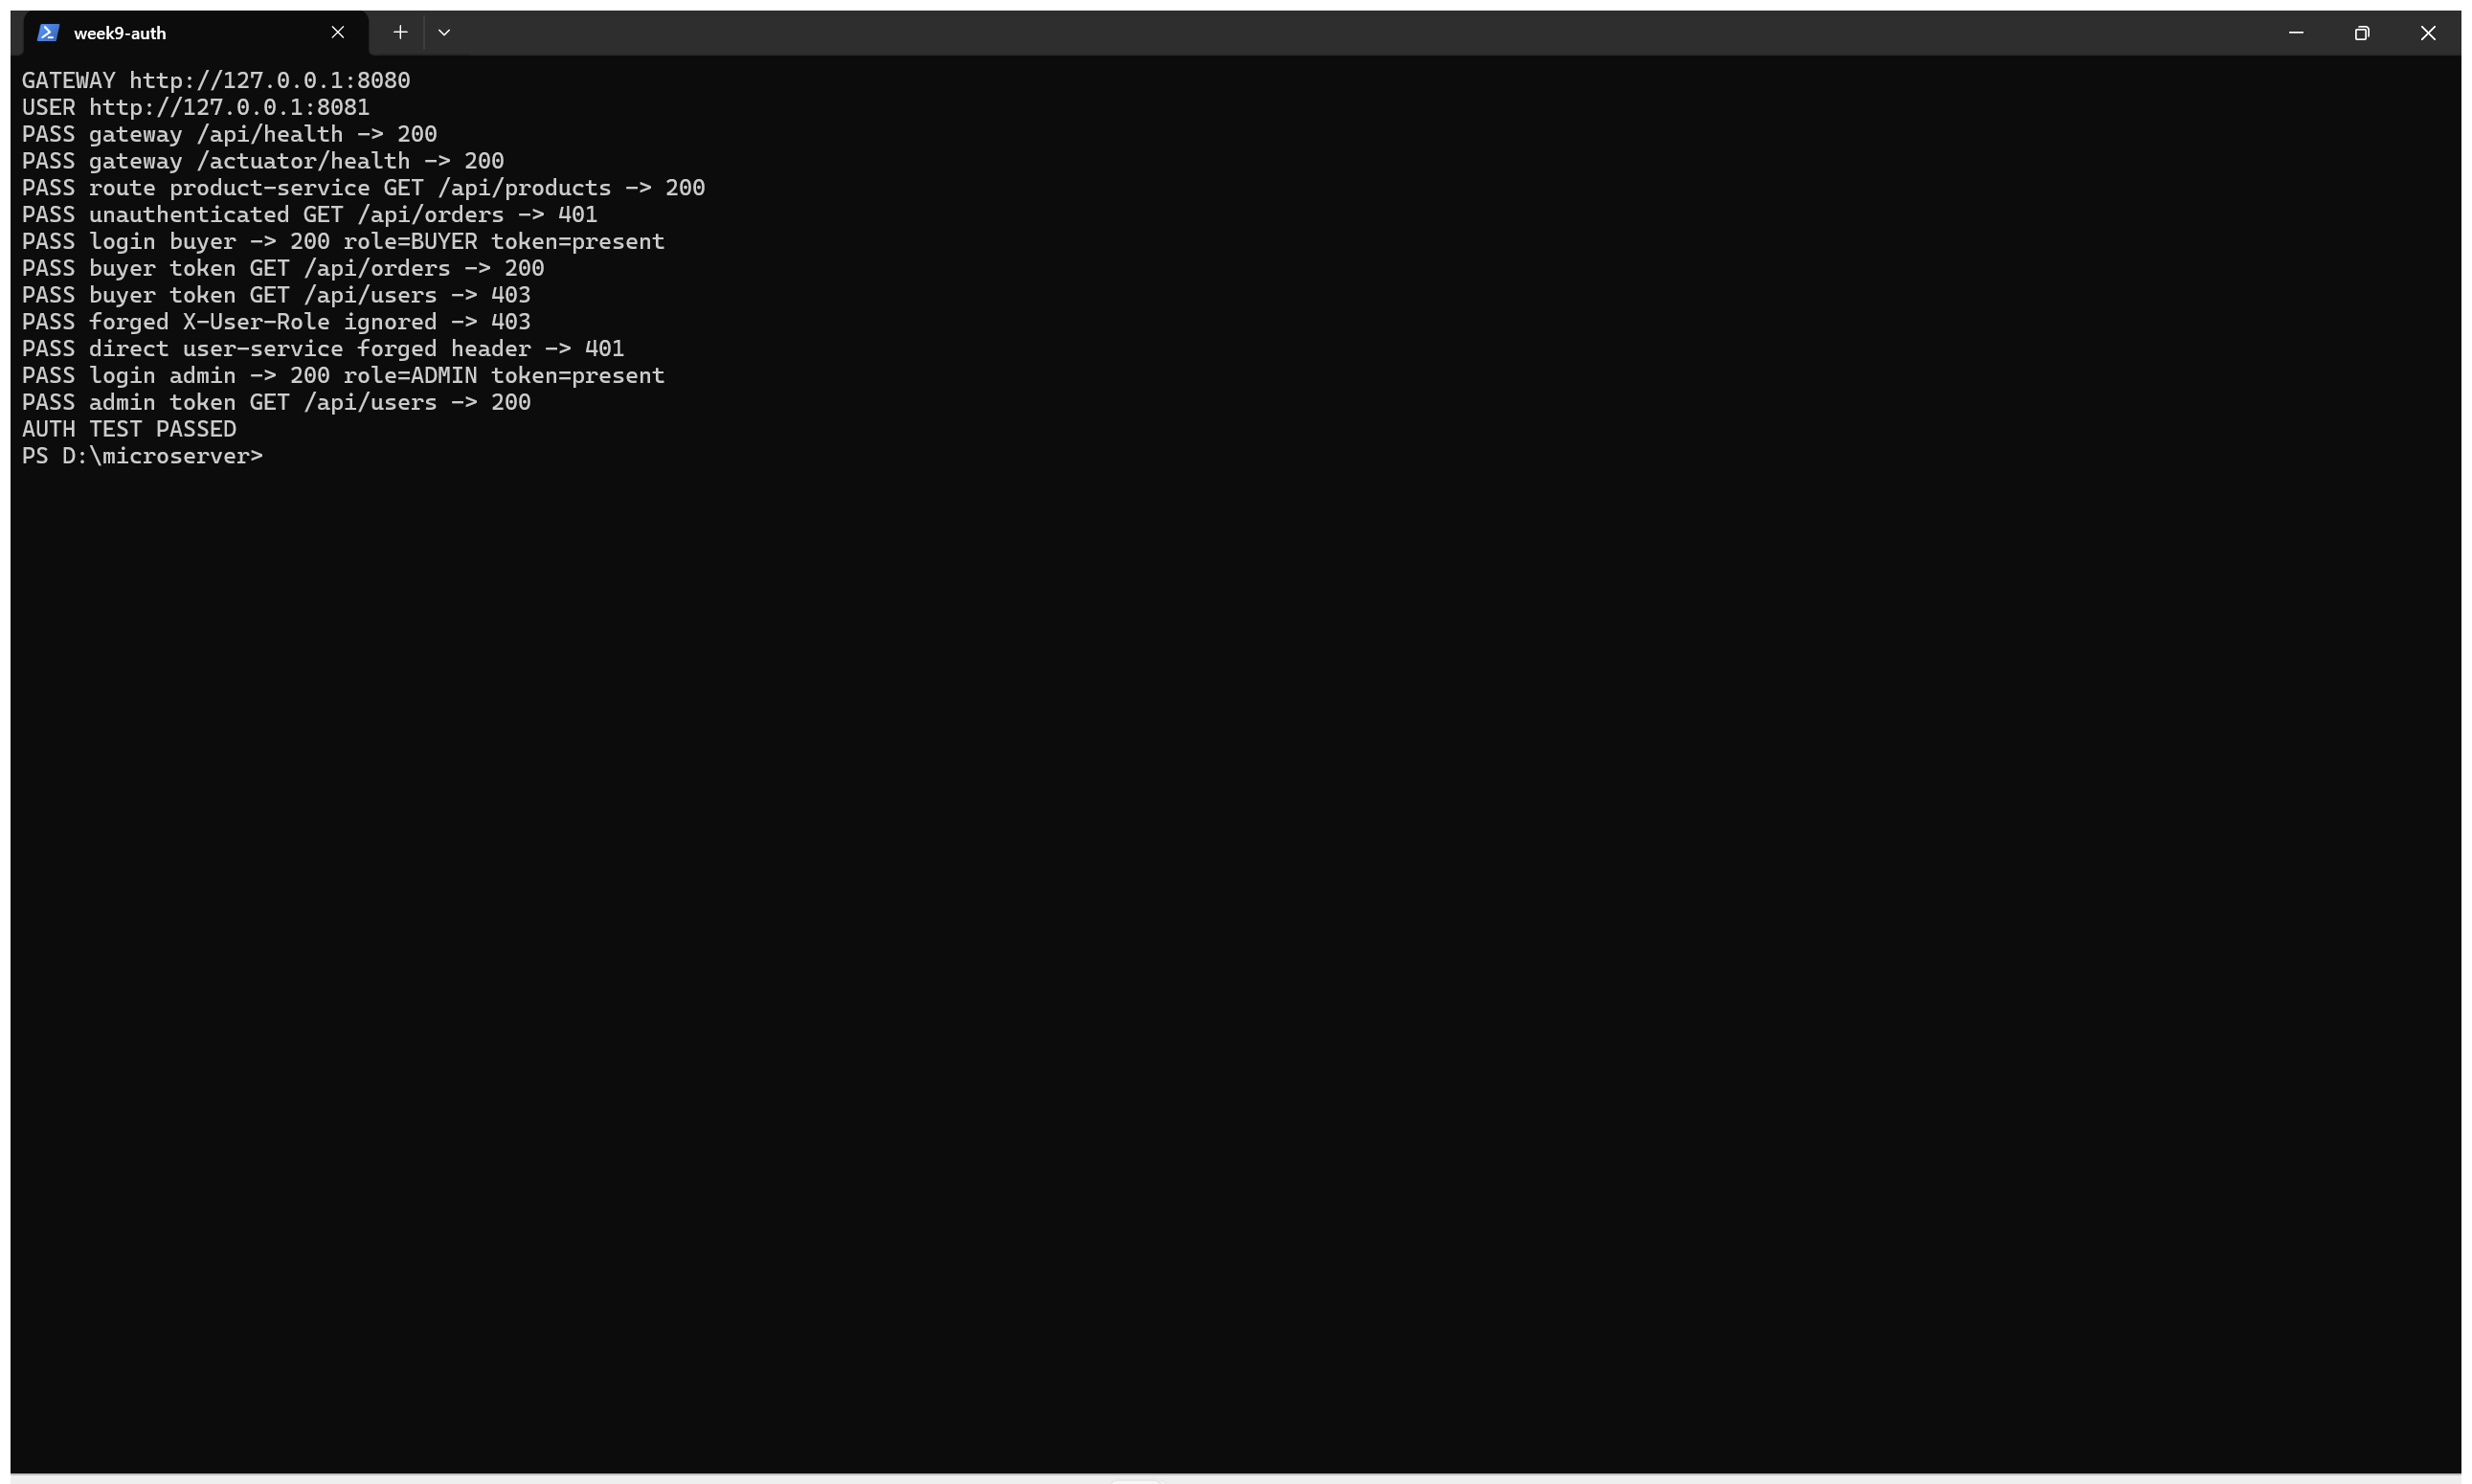 week9-auth
GATEWAY http://127.0.0.1:8080
USER http://127.0.0.1:8081
PASS gateway /api/health -> 200
PASS gateway /actuator/health -> 200
PASS route product-service GET /api/products -> 200
PASS unauthenticated GET /api/orders -> 401
PASS login buyer -> 200 role=BUYER token=present
PASS buyer token GET /api/orders -> 200
PASS buyer token GET /api/users -> 403
PASS forged X-User-Role ignored -> 403
PASS direct user-service forged header -> 401
PASS login admin -> 200 role=ADMIN token=present
PASS admin token GET /api/users -> 200
AUTH TEST PASSED
PS D:\microserver>